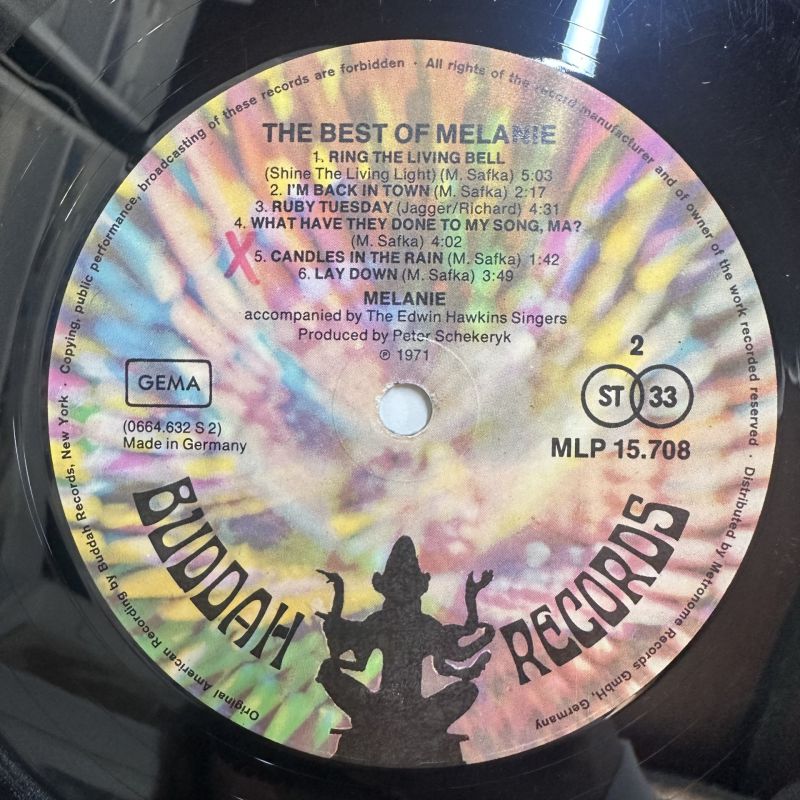 Original American Recording by Buddah Records, New York · Copying, public performance, broadcasting of these records are forbidden · All rights of the record manufacturer and of owner of the work recorded reserved · Distributed by Metronome Records GmbH, Germany
THE BEST OF MELANIE
1. RING THE LIVING BELL
(Shine The Living Light) (M. Safka) 5:03
2. I'M BACK IN TOWN (M. Safka) 2:17
3. RUBY TUESDAY (Jagger/Richard) 4:31
4. WHAT HAVE THEY DONE TO MY SONG, MA?
(M. Safka) 4:02
X
5. CANDLES IN THE RAIN (M. Safka) 1:42
6. LAY DOWN (M. Safka) 3:49
MELANIE
accompanied by The Edwin Hawkins Singers
Produced by Peter Schekeryk
℗ 1971
GEMA
(0664.632 S 2)
Made in Germany
2
ST 33
MLP 15.708
BUDDAH RECORDS